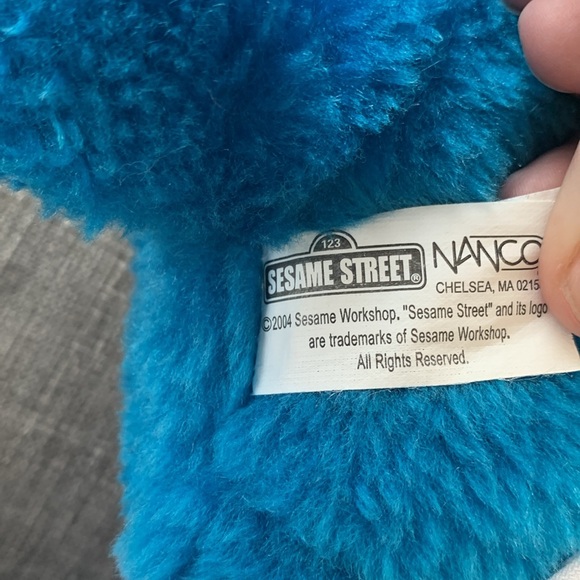 123
SESAME STREET®
NANCO
CHELSEA, MA 0215
©2004 Sesame Workshop. "Sesame Street" and its logo
are trademarks of Sesame Workshop.
All Rights Reserved.